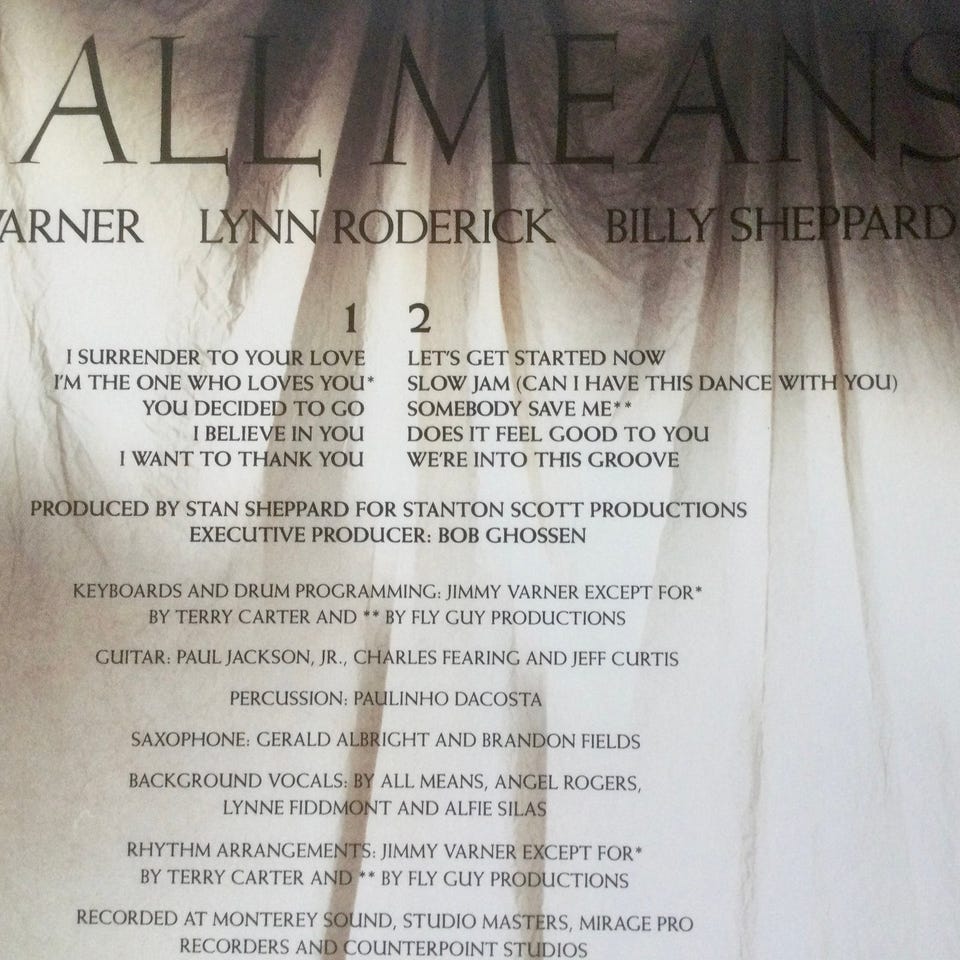 ALL MEANS
ARNER LYNN RODERICK BILLY SHEPPARD
1
I SURRENDER TO YOUR LOVE
I'M THE ONE WHO LOVES YOU*
YOU DECIDED TO GO
I BELIEVE IN YOU
I WANT TO THANK YOU
2
LET'S GET STARTED NOW
SLOW JAM (CAN I HAVE THIS DANCE WITH YOU)
SOMEBODY SAVE ME**
DOES IT FEEL GOOD TO YOU
WE'RE INTO THIS GROOVE
PRODUCED BY STAN SHEPPARD FOR STANTON SCOTT PRODUCTIONS
EXECUTIVE PRODUCER: BOB GHOSSEN
KEYBOARDS AND DRUM PROGRAMMING: JIMMY VARNER EXCEPT FOR*
BY TERRY CARTER AND ** BY FLY GUY PRODUCTIONS
GUITAR: PAUL JACKSON, JR., CHARLES FEARING AND JEFF CURTIS
PERCUSSION: PAULINHO DACOSTA
SAXOPHONE: GERALD ALBRIGHT AND BRANDON FIELDS
BACKGROUND VOCALS: BY ALL MEANS, ANGEL ROGERS,
LYNNE FIDDMONT AND ALFIE SILAS
RHYTHM ARRANGEMENTS: JIMMY VARNER EXCEPT FOR*
BY TERRY CARTER AND ** BY FLY GUY PRODUCTIONS
RECORDED AT MONTEREY SOUND, STUDIO MASTERS, MIRAGE PRO
RECORDERS AND COUNTERPOINT STUDIOS